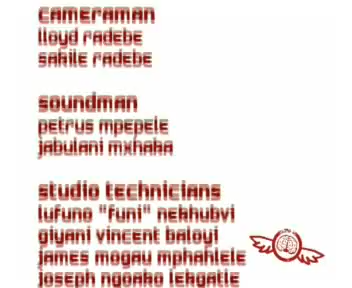 cameraman
lloyd radebe
sakile radebe
soundman
petrus mpepele
jabulani mxhaka
studio technicians
lufuno "funi" nekhubvi
giyani vincent baloyi
james mogau mphahlele
joseph ngoako lekgatle